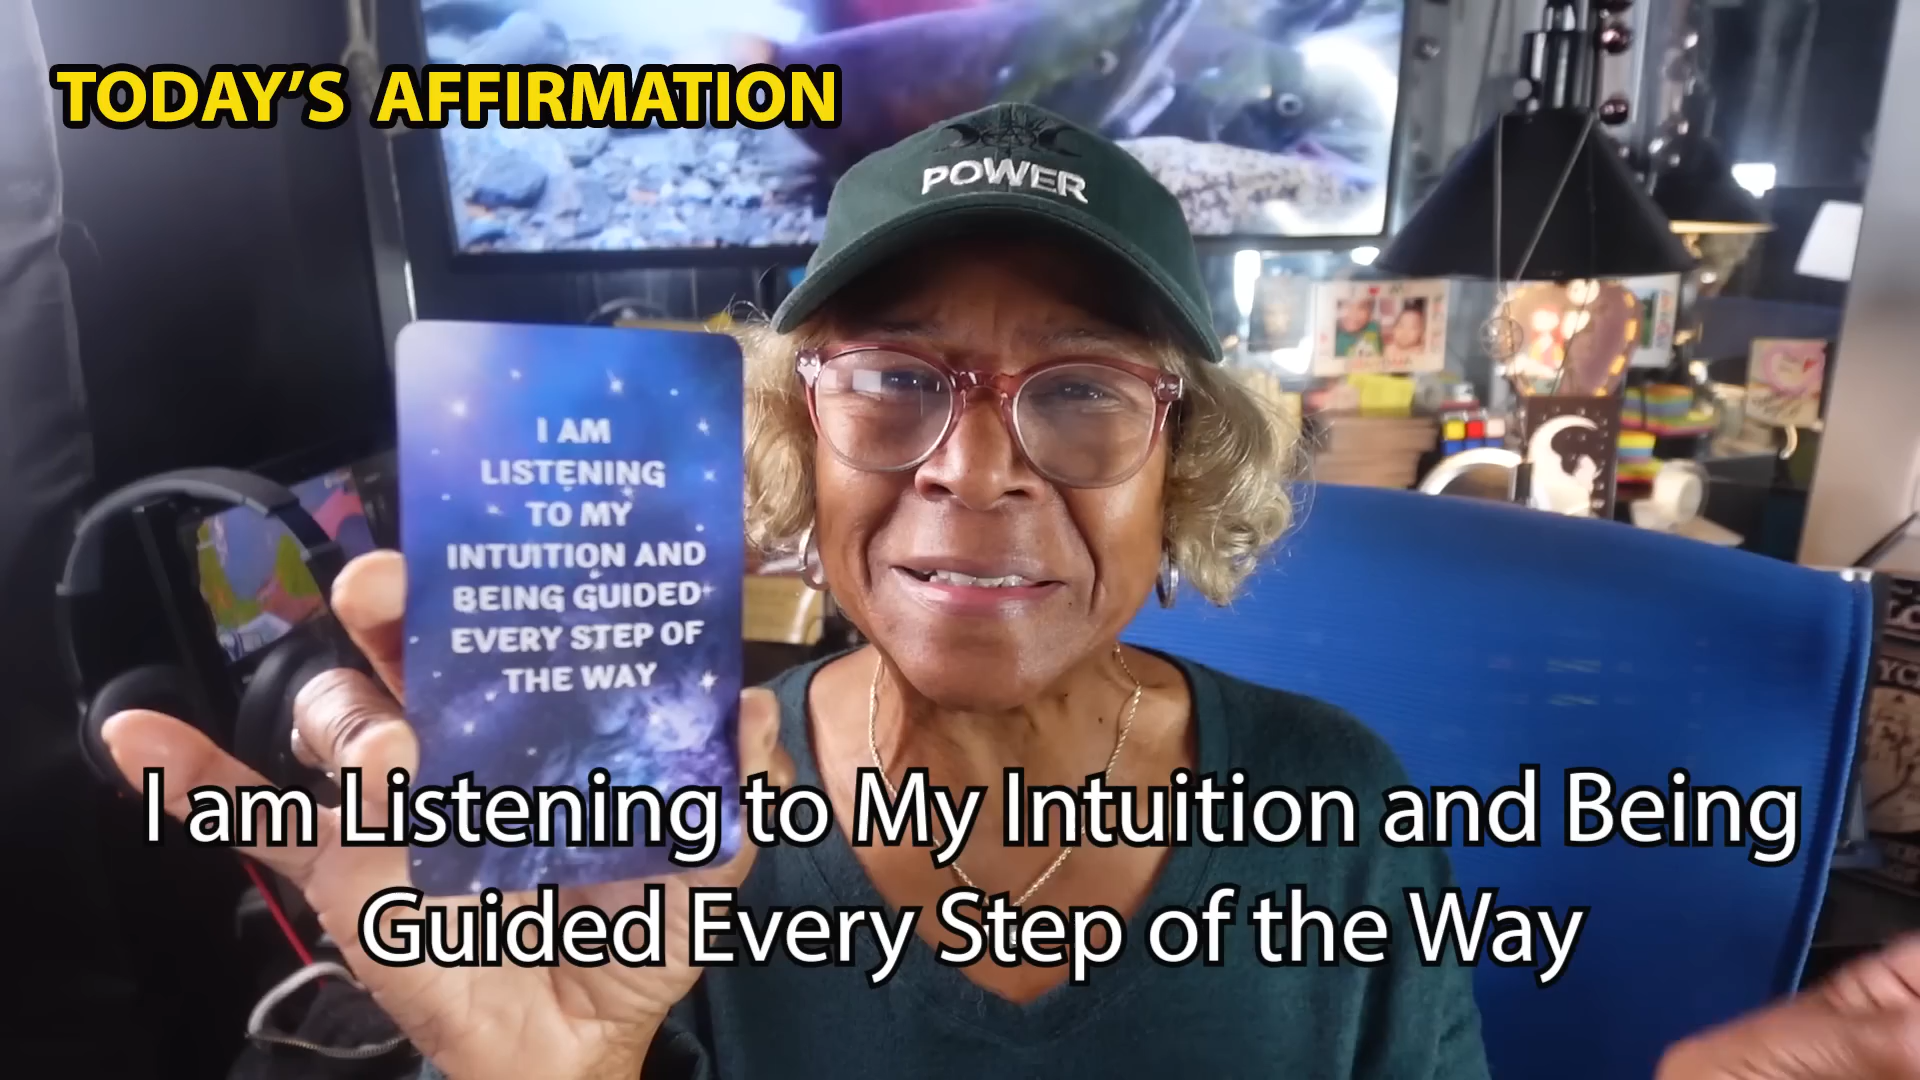 TODAY'S AFFIRMATION
POWER
I AM
LISTENING
TO MY
INTUITION AND
BEING GUIDED
EVERY STEP OF
THE WAY
I am Listening to My Intuition and Being
Guided Every Step of the Way